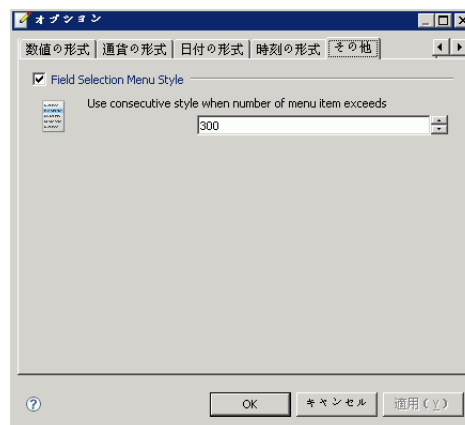 オプション
数値の形式 通貨の形式 日付の形式 時刻の形式 その他
Field Selection Menu Style
Use consecutive style when number of menu item exceeds
300
OK キャンセル 適用(Y)